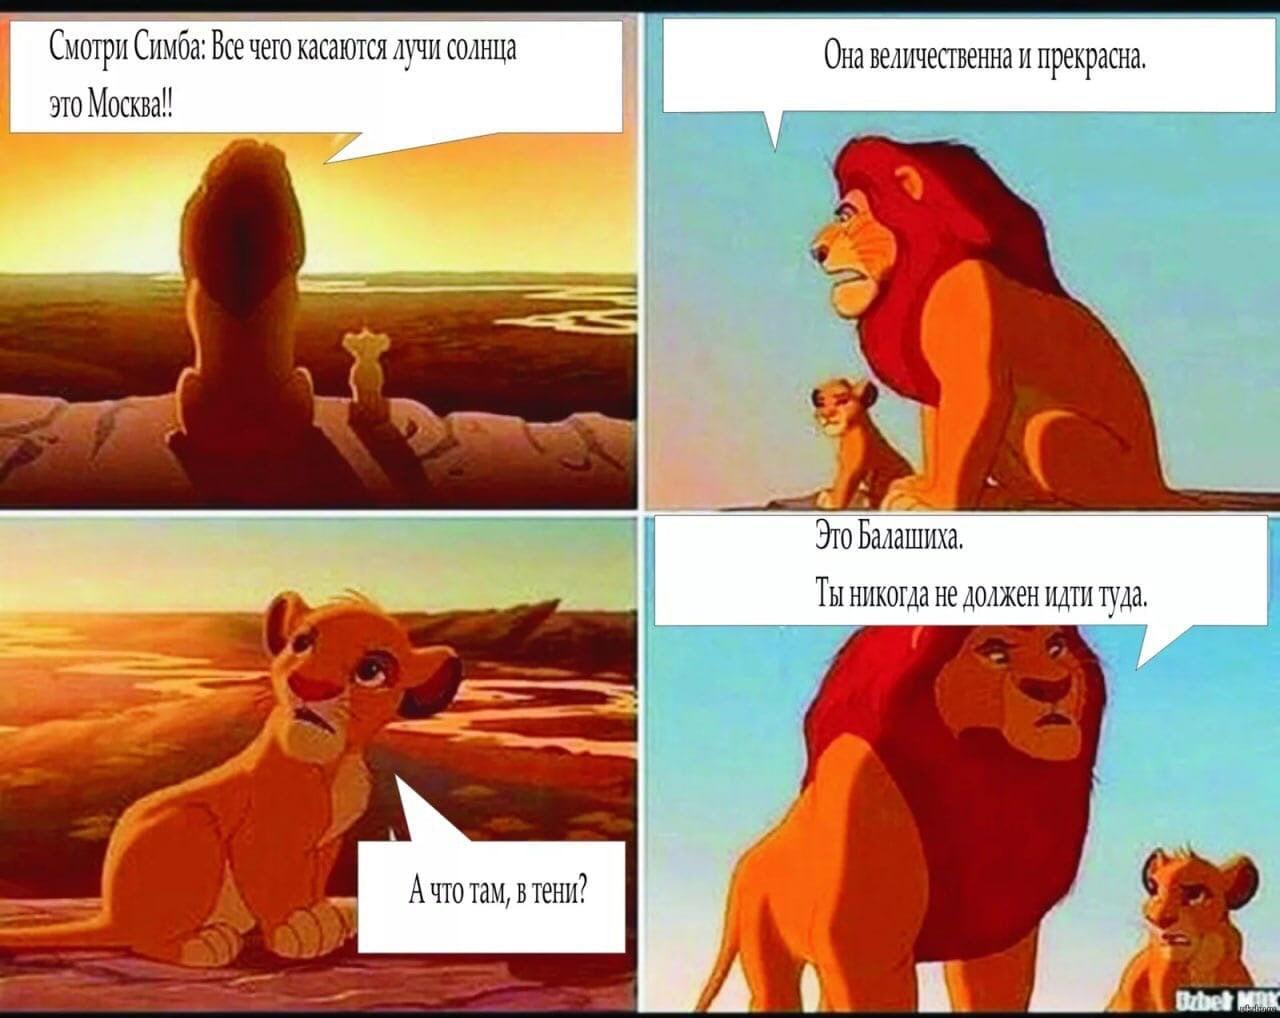 Смотри Симба: Все чего касаются лучи солнца
это Москва!!
Она величественна и прекрасна.
А что там, в тени?
Это Балашиха.
Ты никогда не должен идти туда.